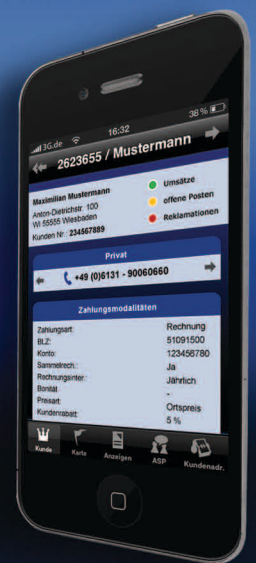 3G.de 16:32 38 %
2623655 / Mustermann
Maximilian Mustermann
Anton-Dietrichstr. 100
WI 55555 Wiesbaden
Kunden Nr.: 234567889
Umsätze
offene Posten
Reklamationen
Privat
+49 (0)6131 - 90060660
Zahlungsmodalitäten
Zahlungsart: Rechnung
BLZ: 51091500
Konto: 123456780
Sammelrech.: Ja
Rechnungsinter.: Jährlich
Bonität: -
Preisart: Ortspreis
Kundenrabatt: 5 %
Kunde Karte Anzeigen ASP Kundenadr.